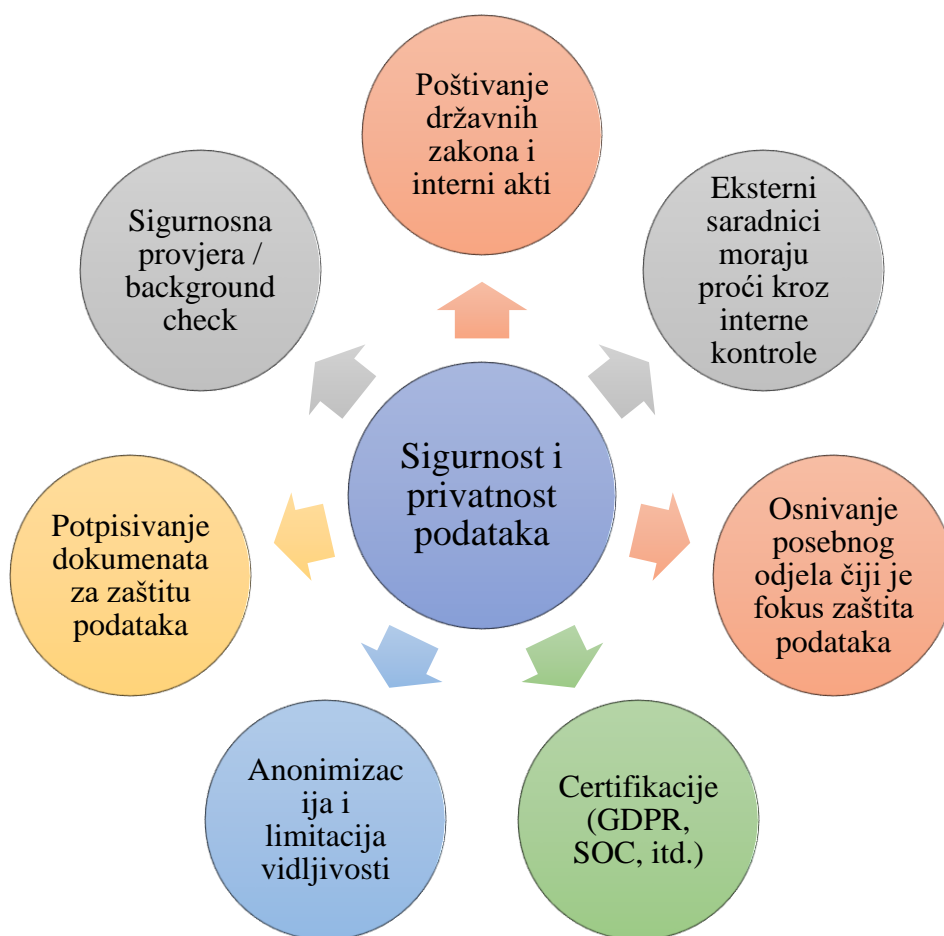 Poštivanje
državnih
zakona i
interni akti
Eksterni
saradnici
moraju
proći kroz
interne
kontrole
Osnivanje
posebnog
odjela čiji je
fokus zaštita
podataka
Certifikacije
(GDPR,
SOC, itd.)
Anonimizac
ija i
limitacija
vidljivosti
Potpisivanje
dokumenata
za zaštitu
podataka
Sigurnosna
provjera /
background
check
Sigurnost i
privatnost
podataka